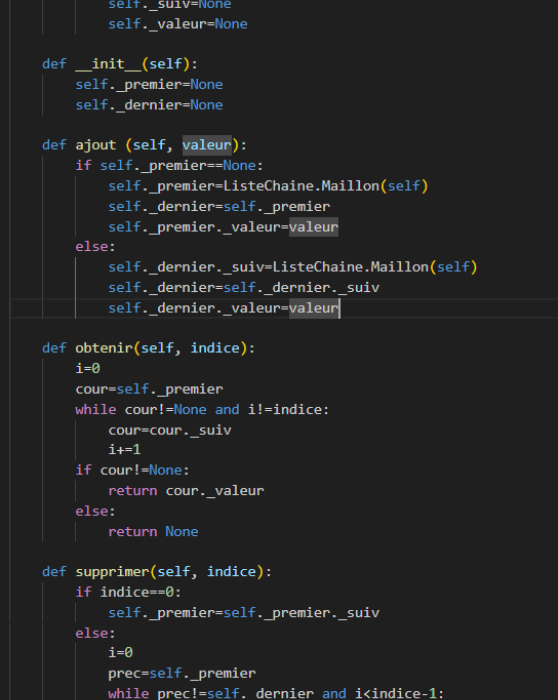 self._suiv=None
self._valeur=None
def __init__(self):
self._premier=None
self._dernier=None
def ajout (self, valeur):
if self._premier==None:
self._premier=ListeChaine.Maillon(self)
self._dernier=self._premier
self._premier._valeur=valeur
else:
self._dernier._suiv=ListeChaine.Maillon(self)
self._dernier=self._dernier._suiv
self._dernier._valeur=valeur
def obtenir(self, indice):
i=0
cour=self._premier
while cour!=None and i!=indice:
cour=cour._suiv
i+=1
if cour!=None:
return cour._valeur
else:
return None
def supprimer(self, indice):
if indice==0:
self._premier=self._premier._suiv
else:
i=0
prec=self._premier
while prec!=self._dernier and i<indice-1: